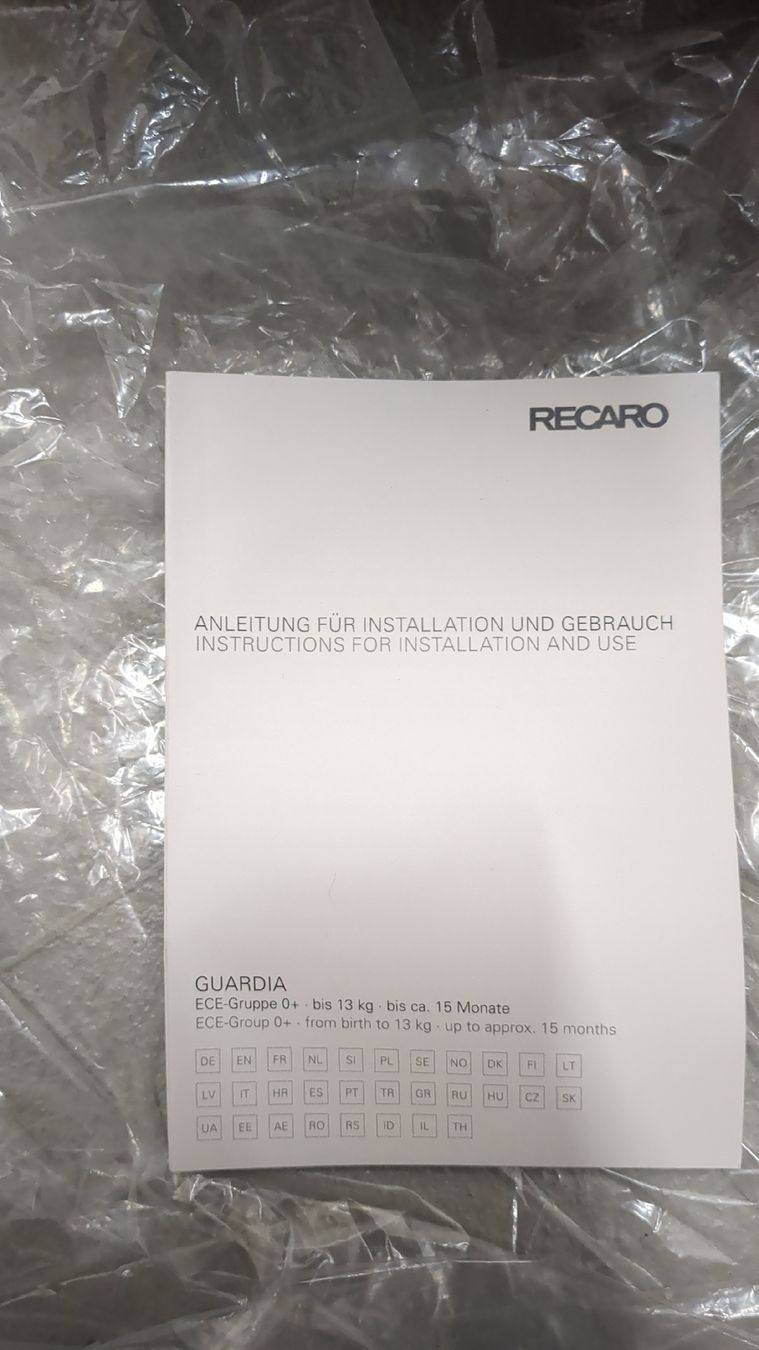 RECARO
ANLEITUNG FÜR INSTALLATION UND GEBRAUCH
INSTRUCTIONS FOR INSTALLATION AND USE
GUARDIA
ECE-Gruppe 0+ · bis 13 kg · bis ca. 15 Monate
ECE-Group 0+ · from birth to 13 kg · up to approx. 15 months
DE EN FR NL SI PL SE NO DK FI LT
LV IT HR ES PT TR GR RU HU CZ SK
UA EE AE RO RS ID IL TH